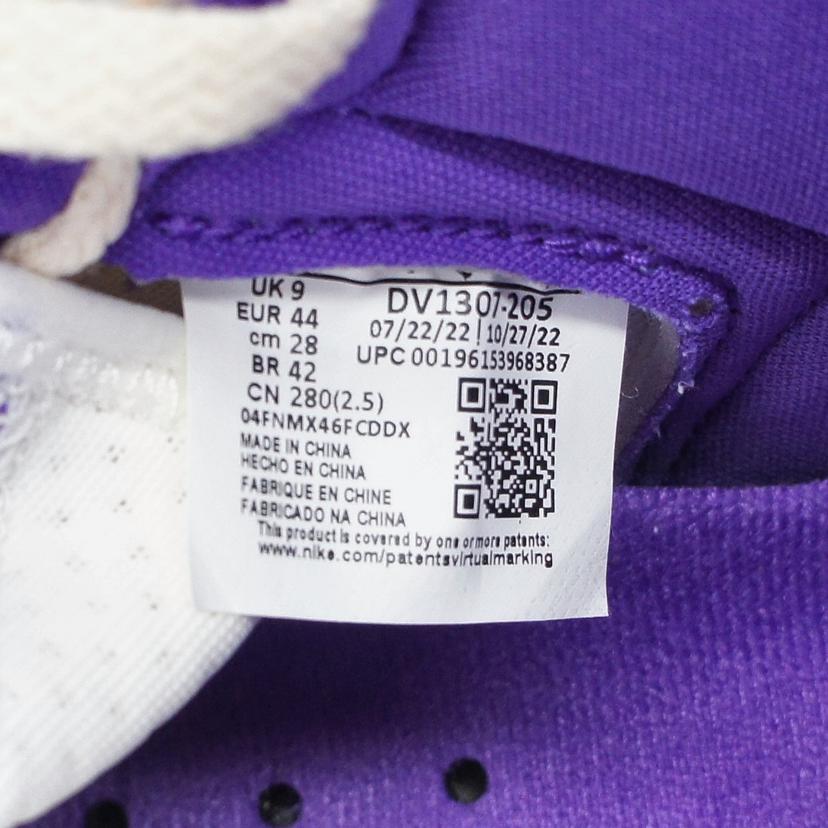 UK 9
EUR 44
cm 28
BR 42
CN 280(2.5)
04FNMX46FCDDX
MADE IN CHINA
HECHO EN CHINA
FABRIQUE EN CHINE
FABRICADO NA CHINA
DV1307-205
07/22/22 | 10/27/22
UPC 00196153968387
This product is covered by one or more patents:
www.nike.com/patentsvirtualmarking